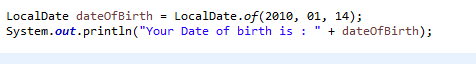 LocalDate dateOfBirth = LocalDate.of(2010, 01, 14);
System.out.println("Your Date of birth is : " + dateOfBirth);